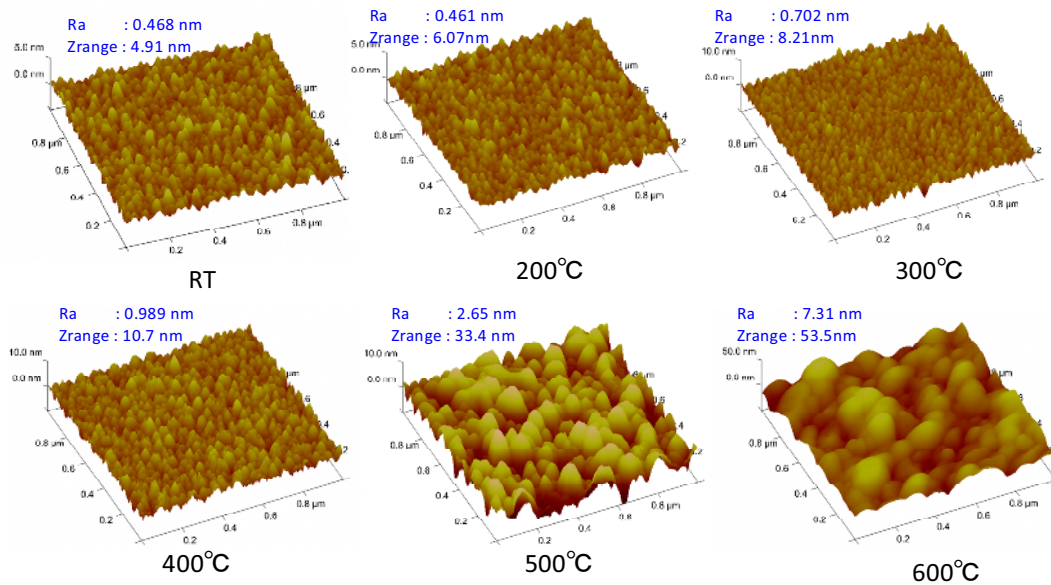 Ra : 0.468 nm
Zrange : 4.91 nm
5.0 nm
0.0 nm
0.8 µm
0.6
0.4
0.2
0.2
0.4
0.6
0.8 µm
RT
Ra : 0.461 nm
Zrange : 6.07nm
5.0 nm
0.0 nm
0.8 µm
0.6
0.4
0.2
0.2
0.4
0.6
0.8 µm
200℃
Ra : 0.702 nm
Zrange : 8.21nm
10.0 nm
0.0 nm
0.8 µm
0.6
0.4
0.2
0.2
0.4
0.6
0.8 µm
300℃
Ra : 0.989 nm
Zrange : 10.7 nm
10.0 nm
0.0 nm
0.8 µm
0.6
0.4
0.2
0.2
0.4
0.6
0.8 µm
400℃
Ra : 2.65 nm
Zrange : 33.4 nm
10.0 nm
0.0 nm
0.8 µm
0.6
0.4
0.2
0.2
0.4
0.6
0.8 µm
500℃
Ra : 7.31 nm
Zrange : 53.5nm
50.0 nm
0.0 nm
0.8 µm
0.6
0.4
0.2
0.2
0.4
0.6
0.8 µm
600℃